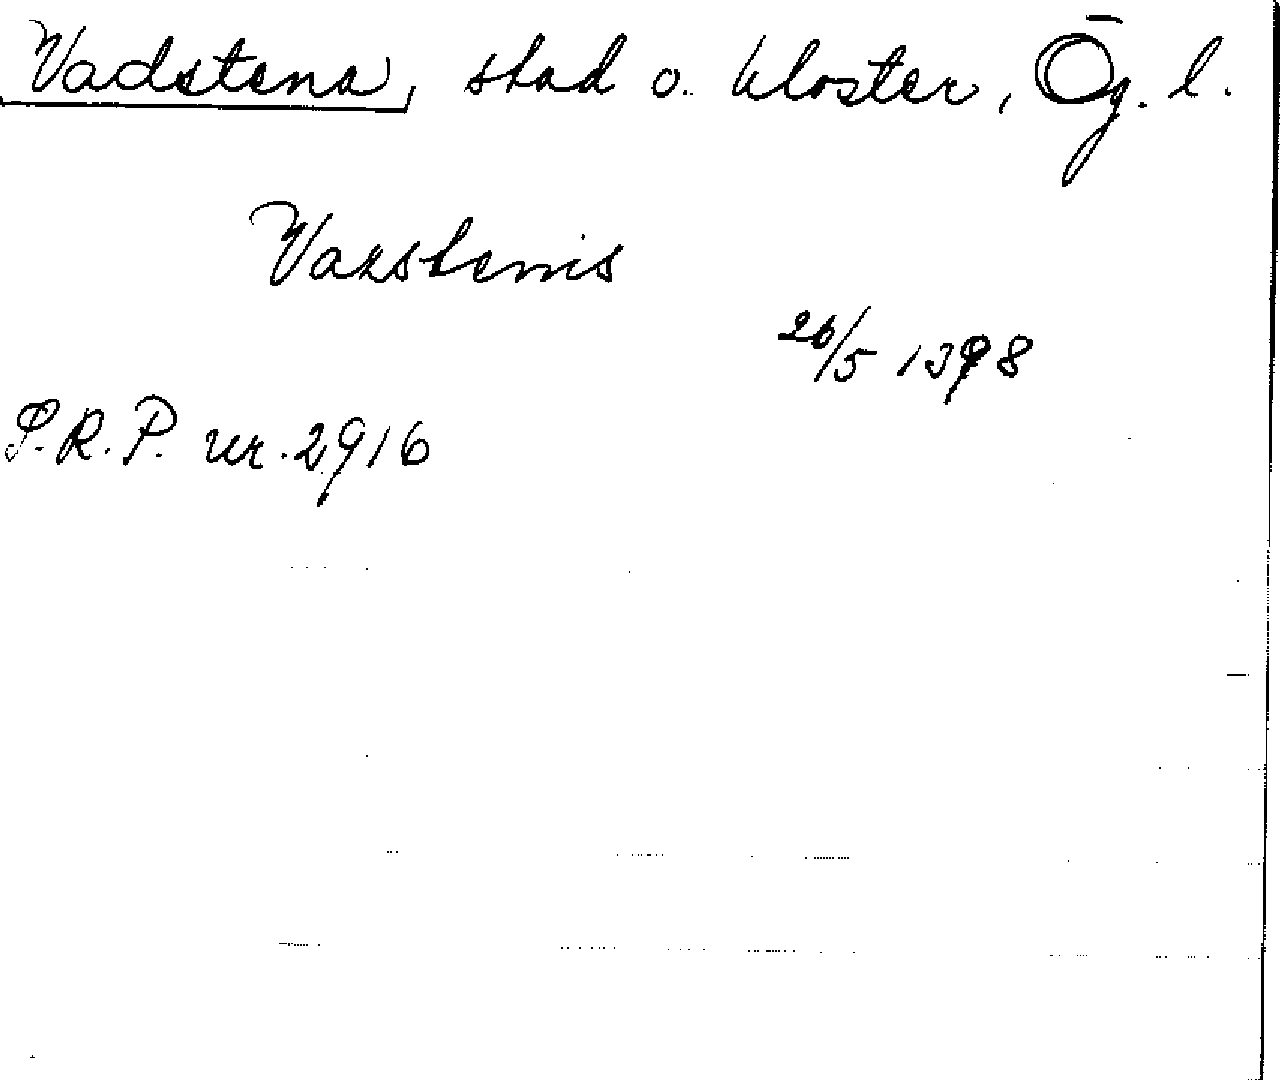 Vadstena, stad o. kloster, Ög. l.
Vazstenis
26/5 1398
S.R.P. nr. 2916